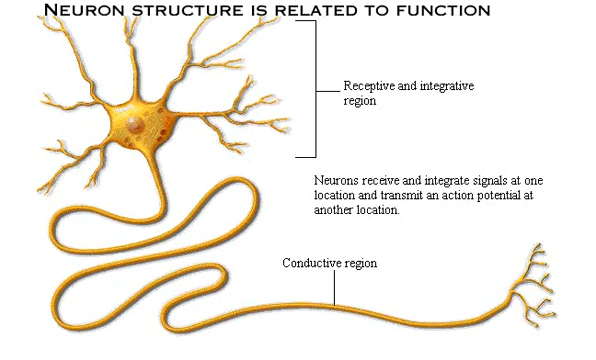 NEURON STRUCTURE IS RELATED TO FUNCTION
Receptive and integrative
region
Neurons receive and integrate signals at one
location and transmit an action potential at
another location.
Conductive region